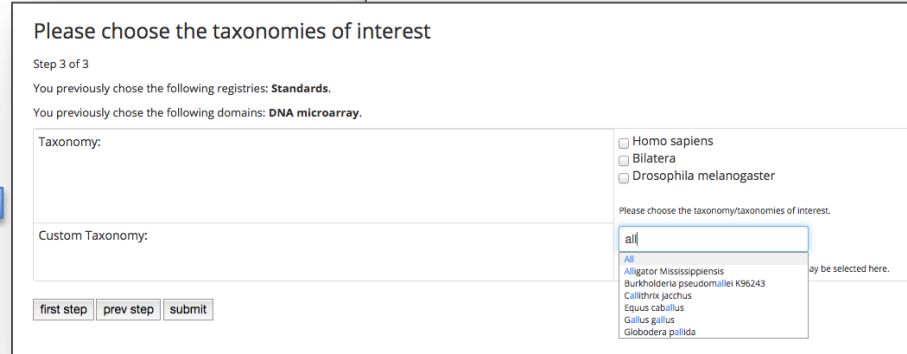 Please choose the taxonomies of interest
Step 3 of 3
You previously chose the following registries: Standards.
You previously chose the following domains: DNA microarray.
Taxonomy:
Homo sapiens
Bilatera
Drosophila melanogaster
Please choose the taxonomy/taxonomies of interest.
Custom Taxonomy:
all
All
Alligator Mississippiensis
ay be selected here.
Burkholderia pseudomallei K96243
Callithrix jacchus
Equus caballus
Gallus gallus
Globodera pallida
first step prev step submit